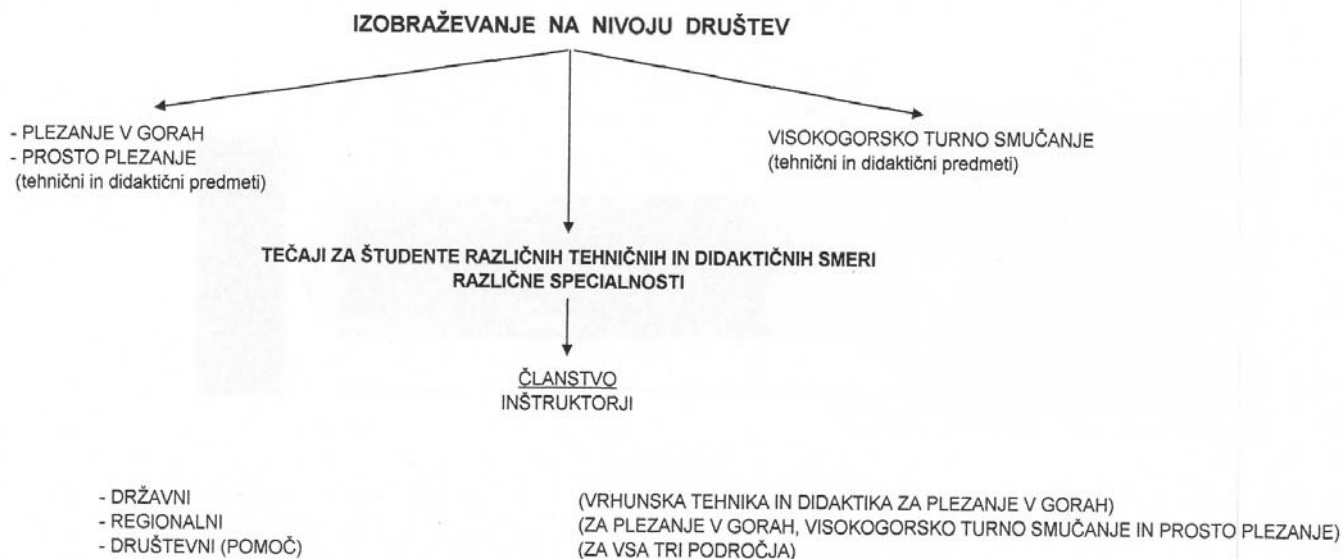 IZOBRAŽEVANJE NA NIVOJU DRUŠTEV
- PLEZANJE V GORAH
- PROSTO PLEZANJE
(tehnični in didaktični predmeti)
VISOKOGORSKO TURNO SMUČANJE
(tehnični in didaktični predmeti)
TEČAJI ZA ŠTUDENTE RAZLIČNIH TEHNIČNIH IN DIDAKTIČNIH SMERI
RAZLIČNE SPECIALNOSTI
ČLANSTVO
INŠTRUKTORJI
- DRŽAVNI (VRHUNSKA TEHNIKA IN DIDAKTIKA ZA PLEZANJE V GORAH)
- REGIONALNI (ZA PLEZANJE V GORAH, VISOKOGORSKO TURNO SMUČANJE IN PROSTO PLEZANJE)
- DRUŠTEVNI (POMOČ) (ZA VSA TRI PODROČJA)